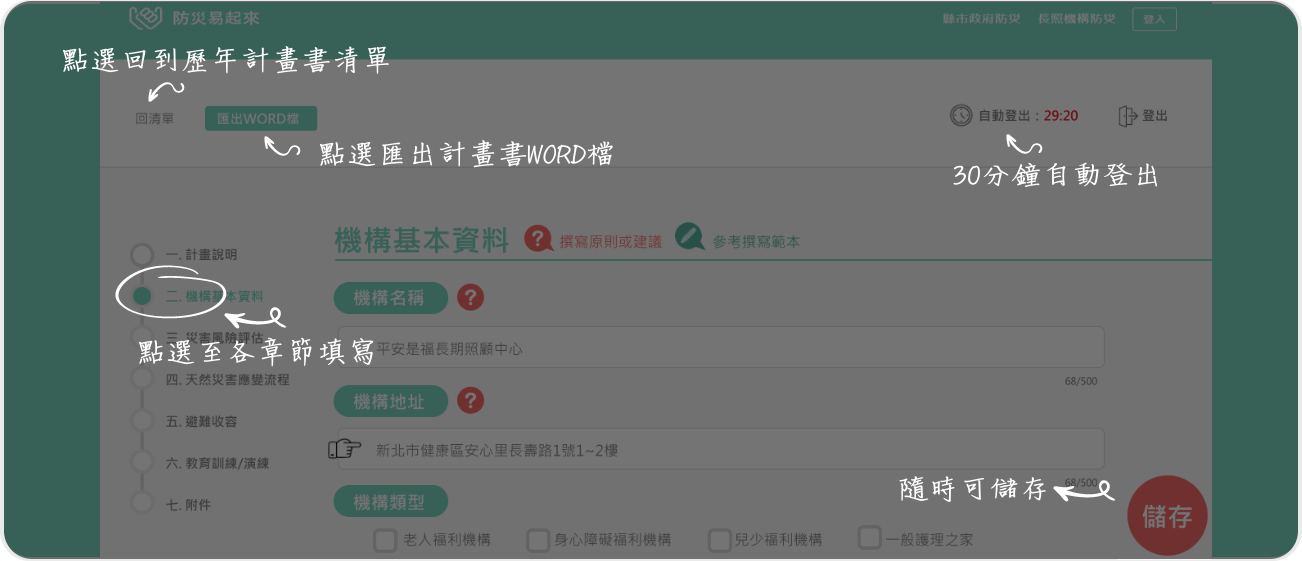 防災易起來
縣市政府防災 長照機構防災 登入
點選回到歷年計畫書清單
回清單 匯出WORD檔
自動登出：29:20 登出
點選匯出計畫書WORD檔
30分鐘自動登出
機構基本資料 ? 撰寫原則或建議 參考撰寫範本
一. 計畫說明
二. 機構基本資料
三. 災害風險評估
點選至各章節填寫
四. 天然災害應變流程
五. 避難收容
六. 教育訓練/演練
七. 附件
機構名稱 ?
平安是福長期照顧中心
68/500
機構地址 ?
新北市健康區安心里長壽路1號1~2樓
68/500
隨時可儲存
儲存
機構類型
老人福利機構 身心障礙福利機構 兒少福利機構 一般護理之家